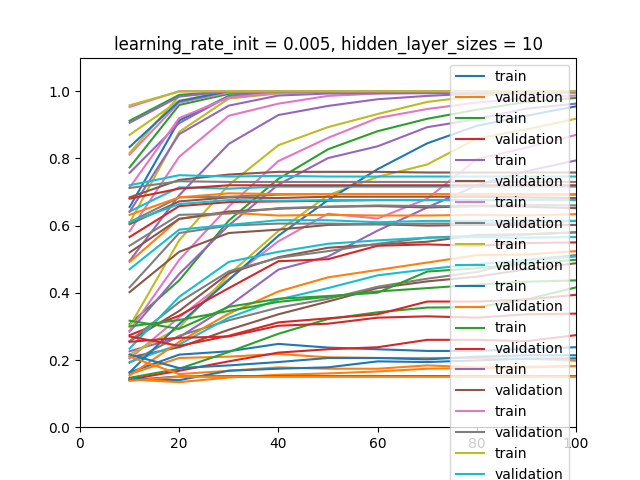 learning_rate_init = 0.005, hidden_layer_sizes = 10
1.0
0.8
0.6
0.4
0.2
0.0
0
20
40
60
80
100
train
validation
train
validation
train
validation
train
validation
train
validation
train
validation
train
validation
train
validation
train
validation
train
validation